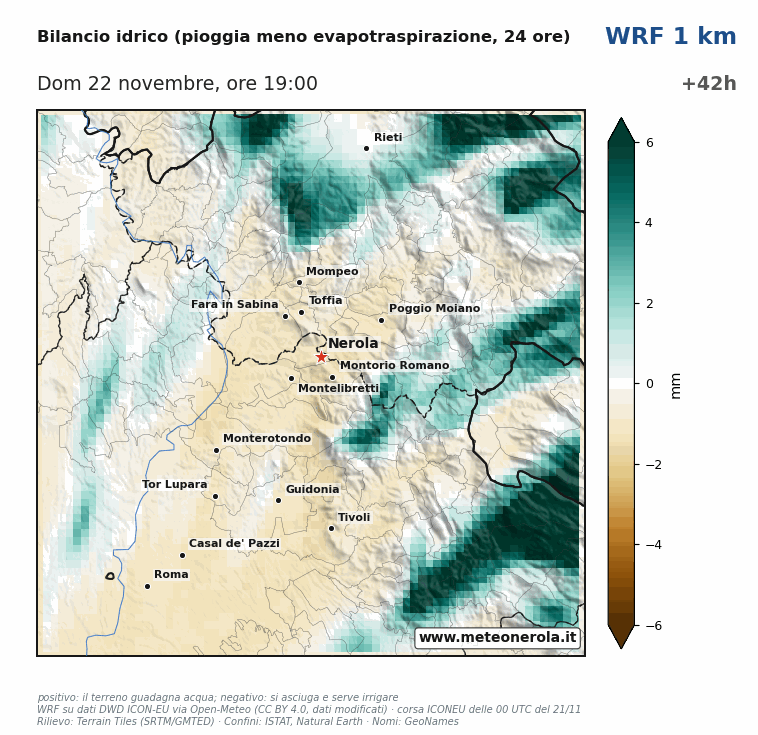 Bilancio idrico (pioggia meno evapotraspirazione, 24 ore)
WRF 1 km
Dom 22 novembre, ore 19:00
+42h
Rieti
Mompeo
Toffia
Fara in Sabina
Poggio Moiano
Nerola
Montorio Romano
Montelibretti
Monterotondo
Tor Lupara
Guidonia
Tivoli
Casal de' Pazzi
Roma
www.meteonerola.it
6
4
2
0
−2
−4
−6
mm
positivo: il terreno guadagna acqua; negativo: si asciuga e serve irrigare
WRF su dati DWD ICON-EU via Open-Meteo (CC BY 4.0, dati modificati) · corsa ICONEU delle 00 UTC del 21/11
Rilievo: Terrain Tiles (SRTM/GMTED) · Confini: ISTAT, Natural Earth · Nomi: GeoNames